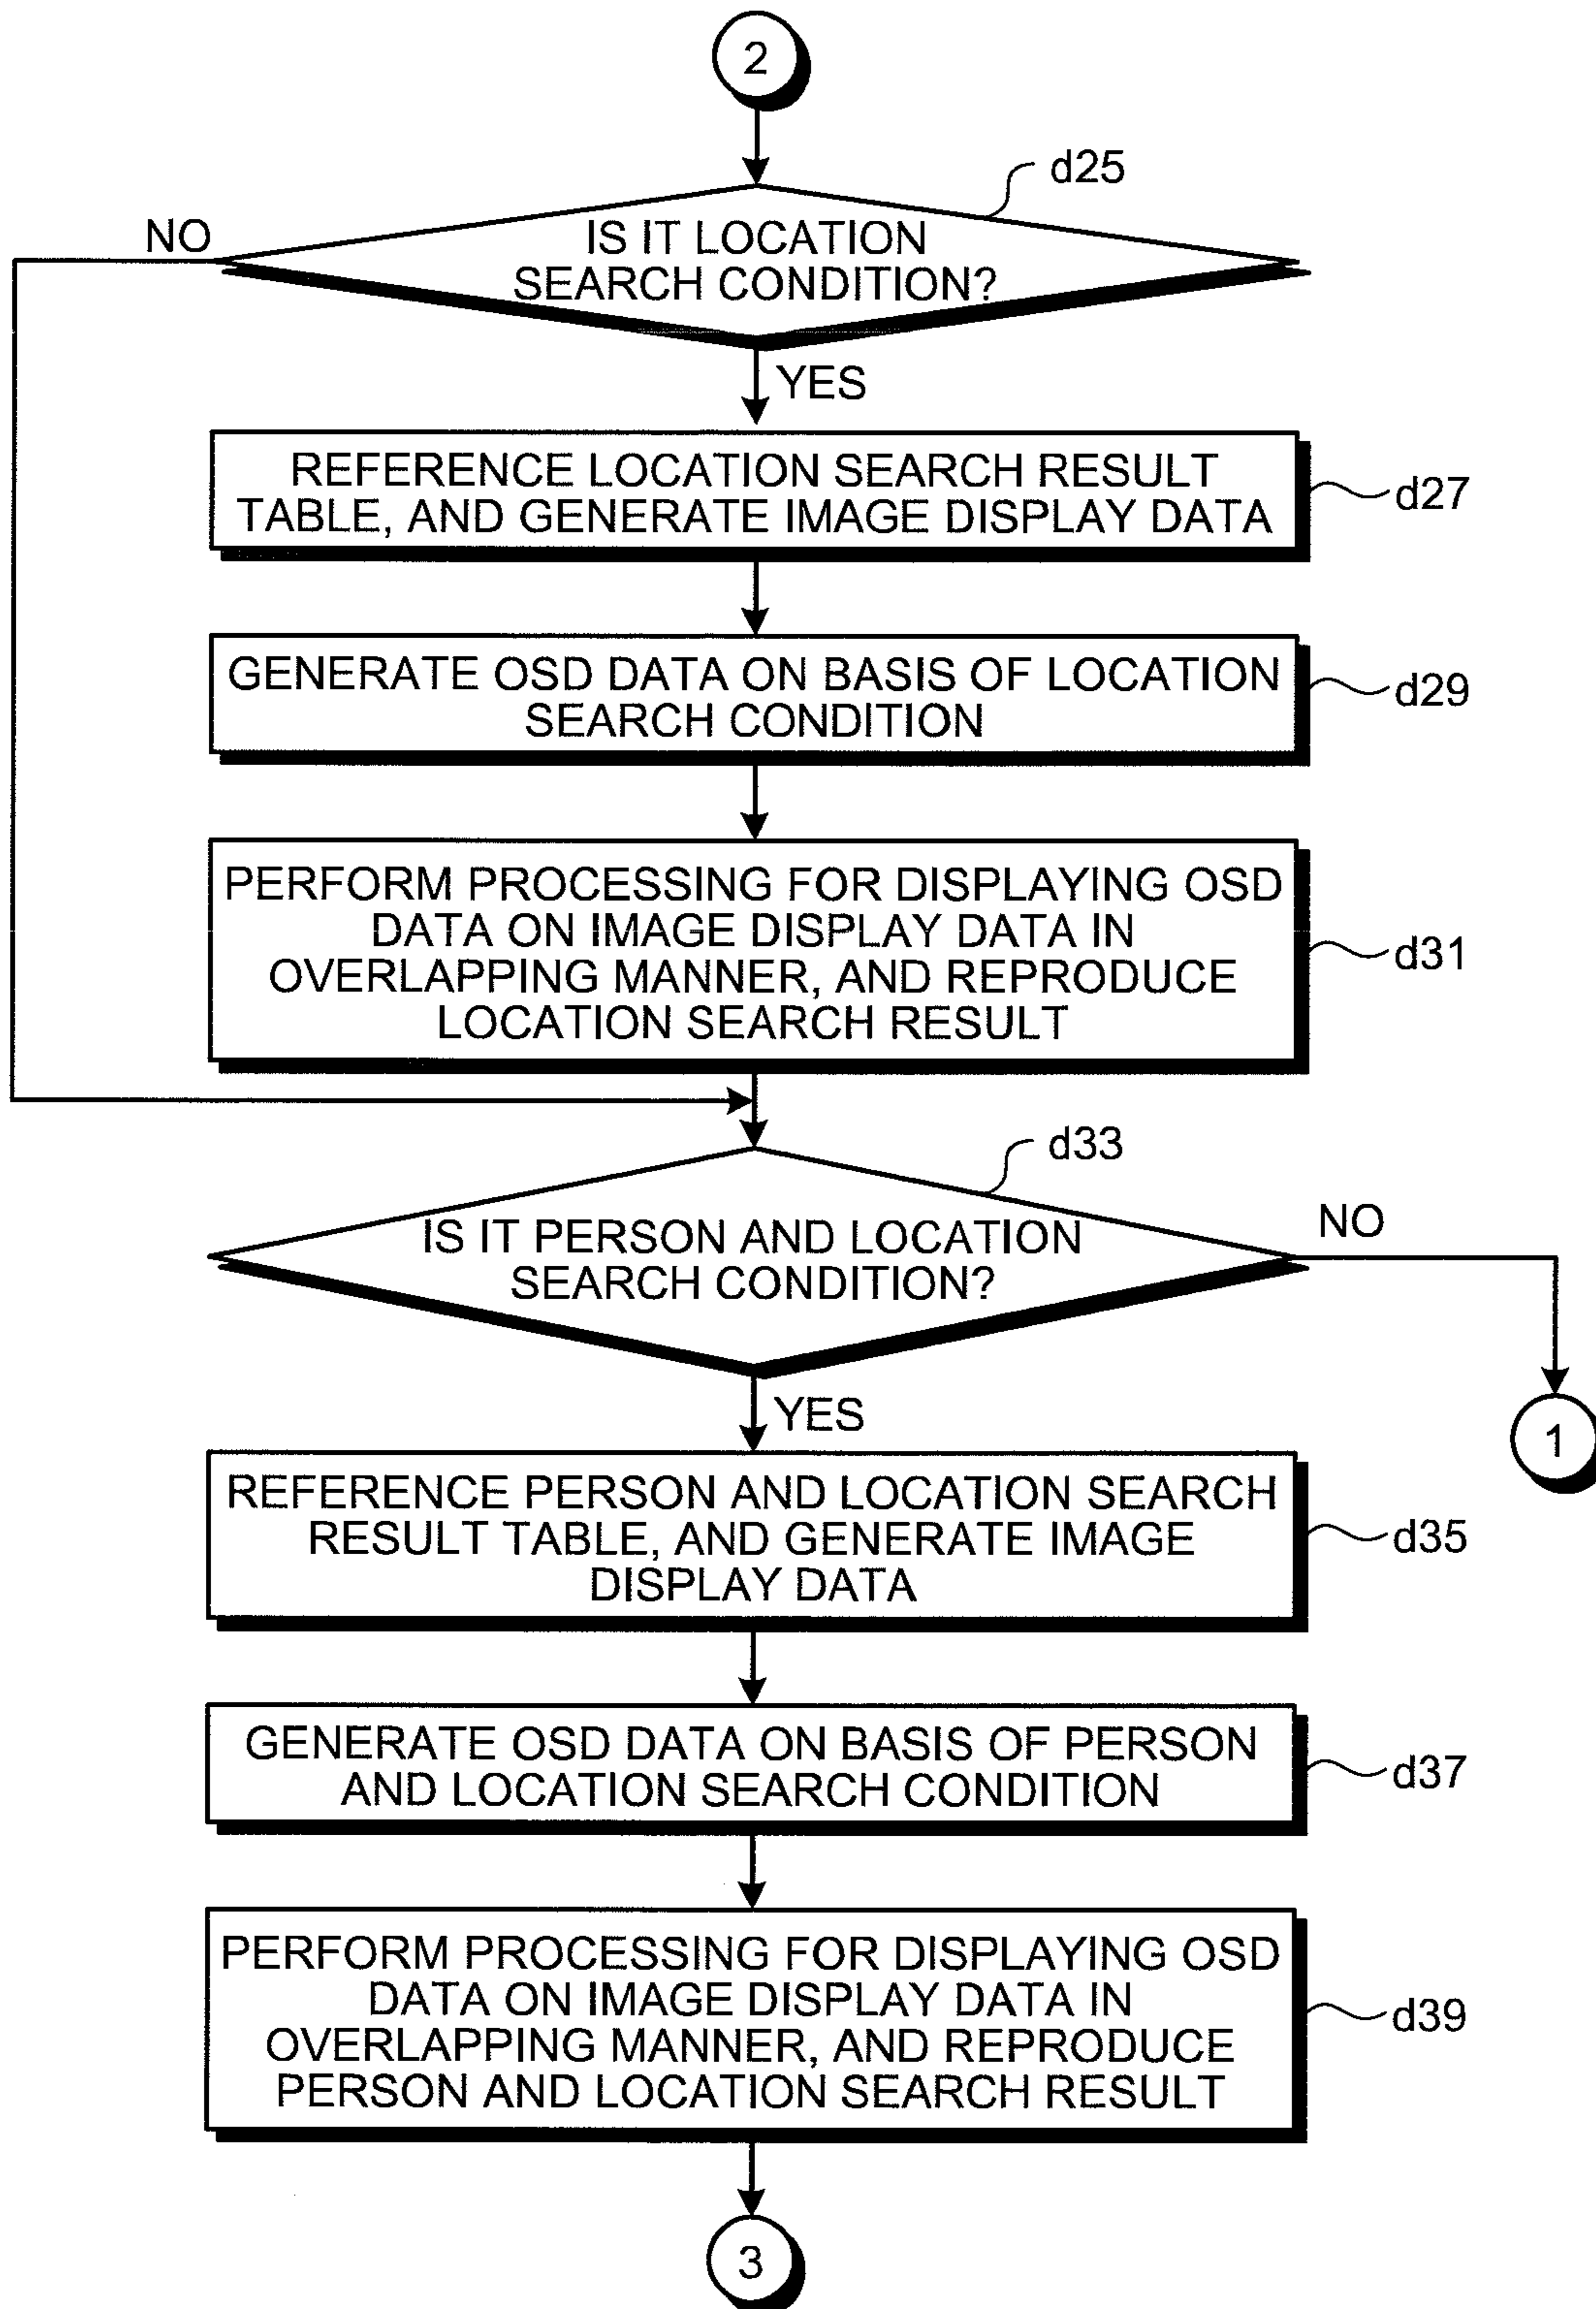 2
d25
NO
IS IT LOCATION
SEARCH CONDITION?
YES
REFERENCE LOCATION SEARCH RESULT
TABLE, AND GENERATE IMAGE DISPLAY DATA
d27
GENERATE OSD DATA ON BASIS OF LOCATION
SEARCH CONDITION
d29
PERFORM PROCESSING FOR DISPLAYING OSD
DATA ON IMAGE DISPLAY DATA IN
OVERLAPPING MANNER, AND REPRODUCE
LOCATION SEARCH RESULT
d31
d33
IS IT PERSON AND LOCATION
SEARCH CONDITION?
NO
YES
1
REFERENCE PERSON AND LOCATION SEARCH
RESULT TABLE, AND GENERATE IMAGE
DISPLAY DATA
d35
GENERATE OSD DATA ON BASIS OF PERSON
AND LOCATION SEARCH CONDITION
d37
PERFORM PROCESSING FOR DISPLAYING OSD
DATA ON IMAGE DISPLAY DATA IN
OVERLAPPING MANNER, AND REPRODUCE
PERSON AND LOCATION SEARCH RESULT
d39
3